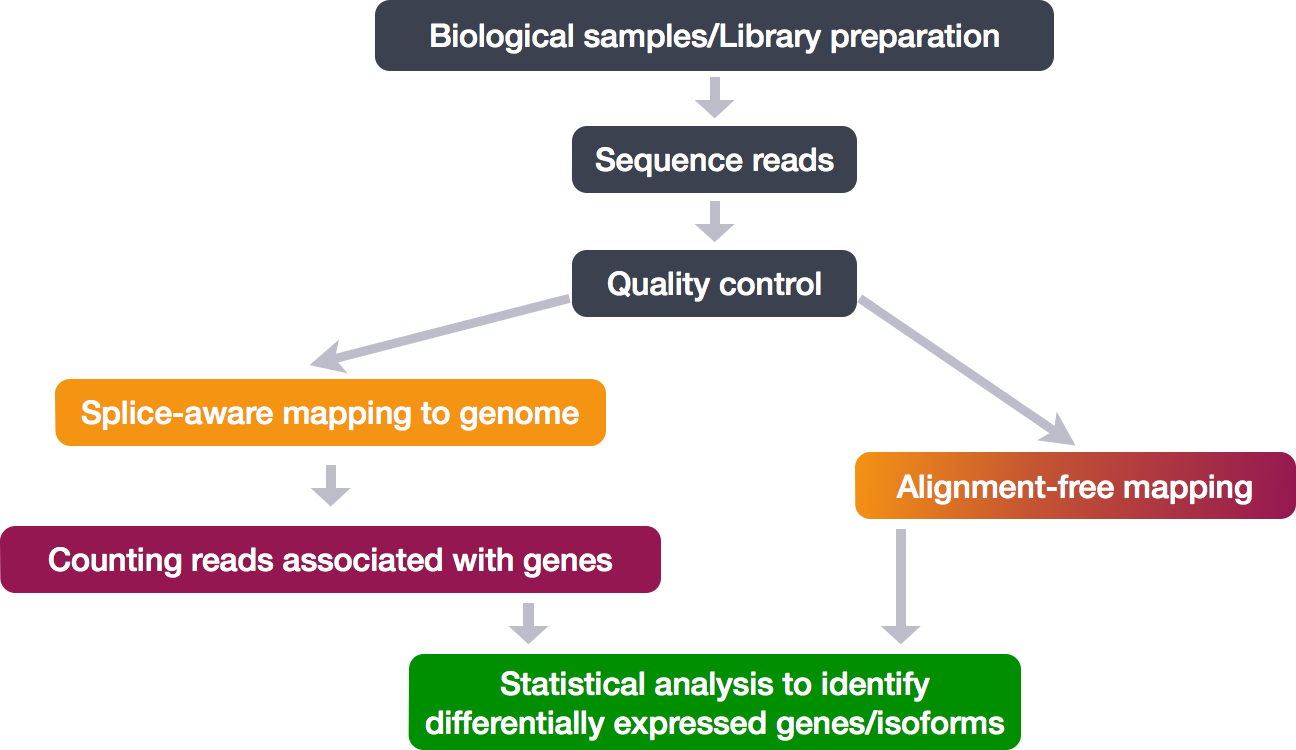 Biological samples/Library preparation
Sequence reads
Quality control
Splice-aware mapping to genome
Alignment-free mapping
Counting reads associated with genes
Statistical analysis to identify
differentially expressed genes/isoforms